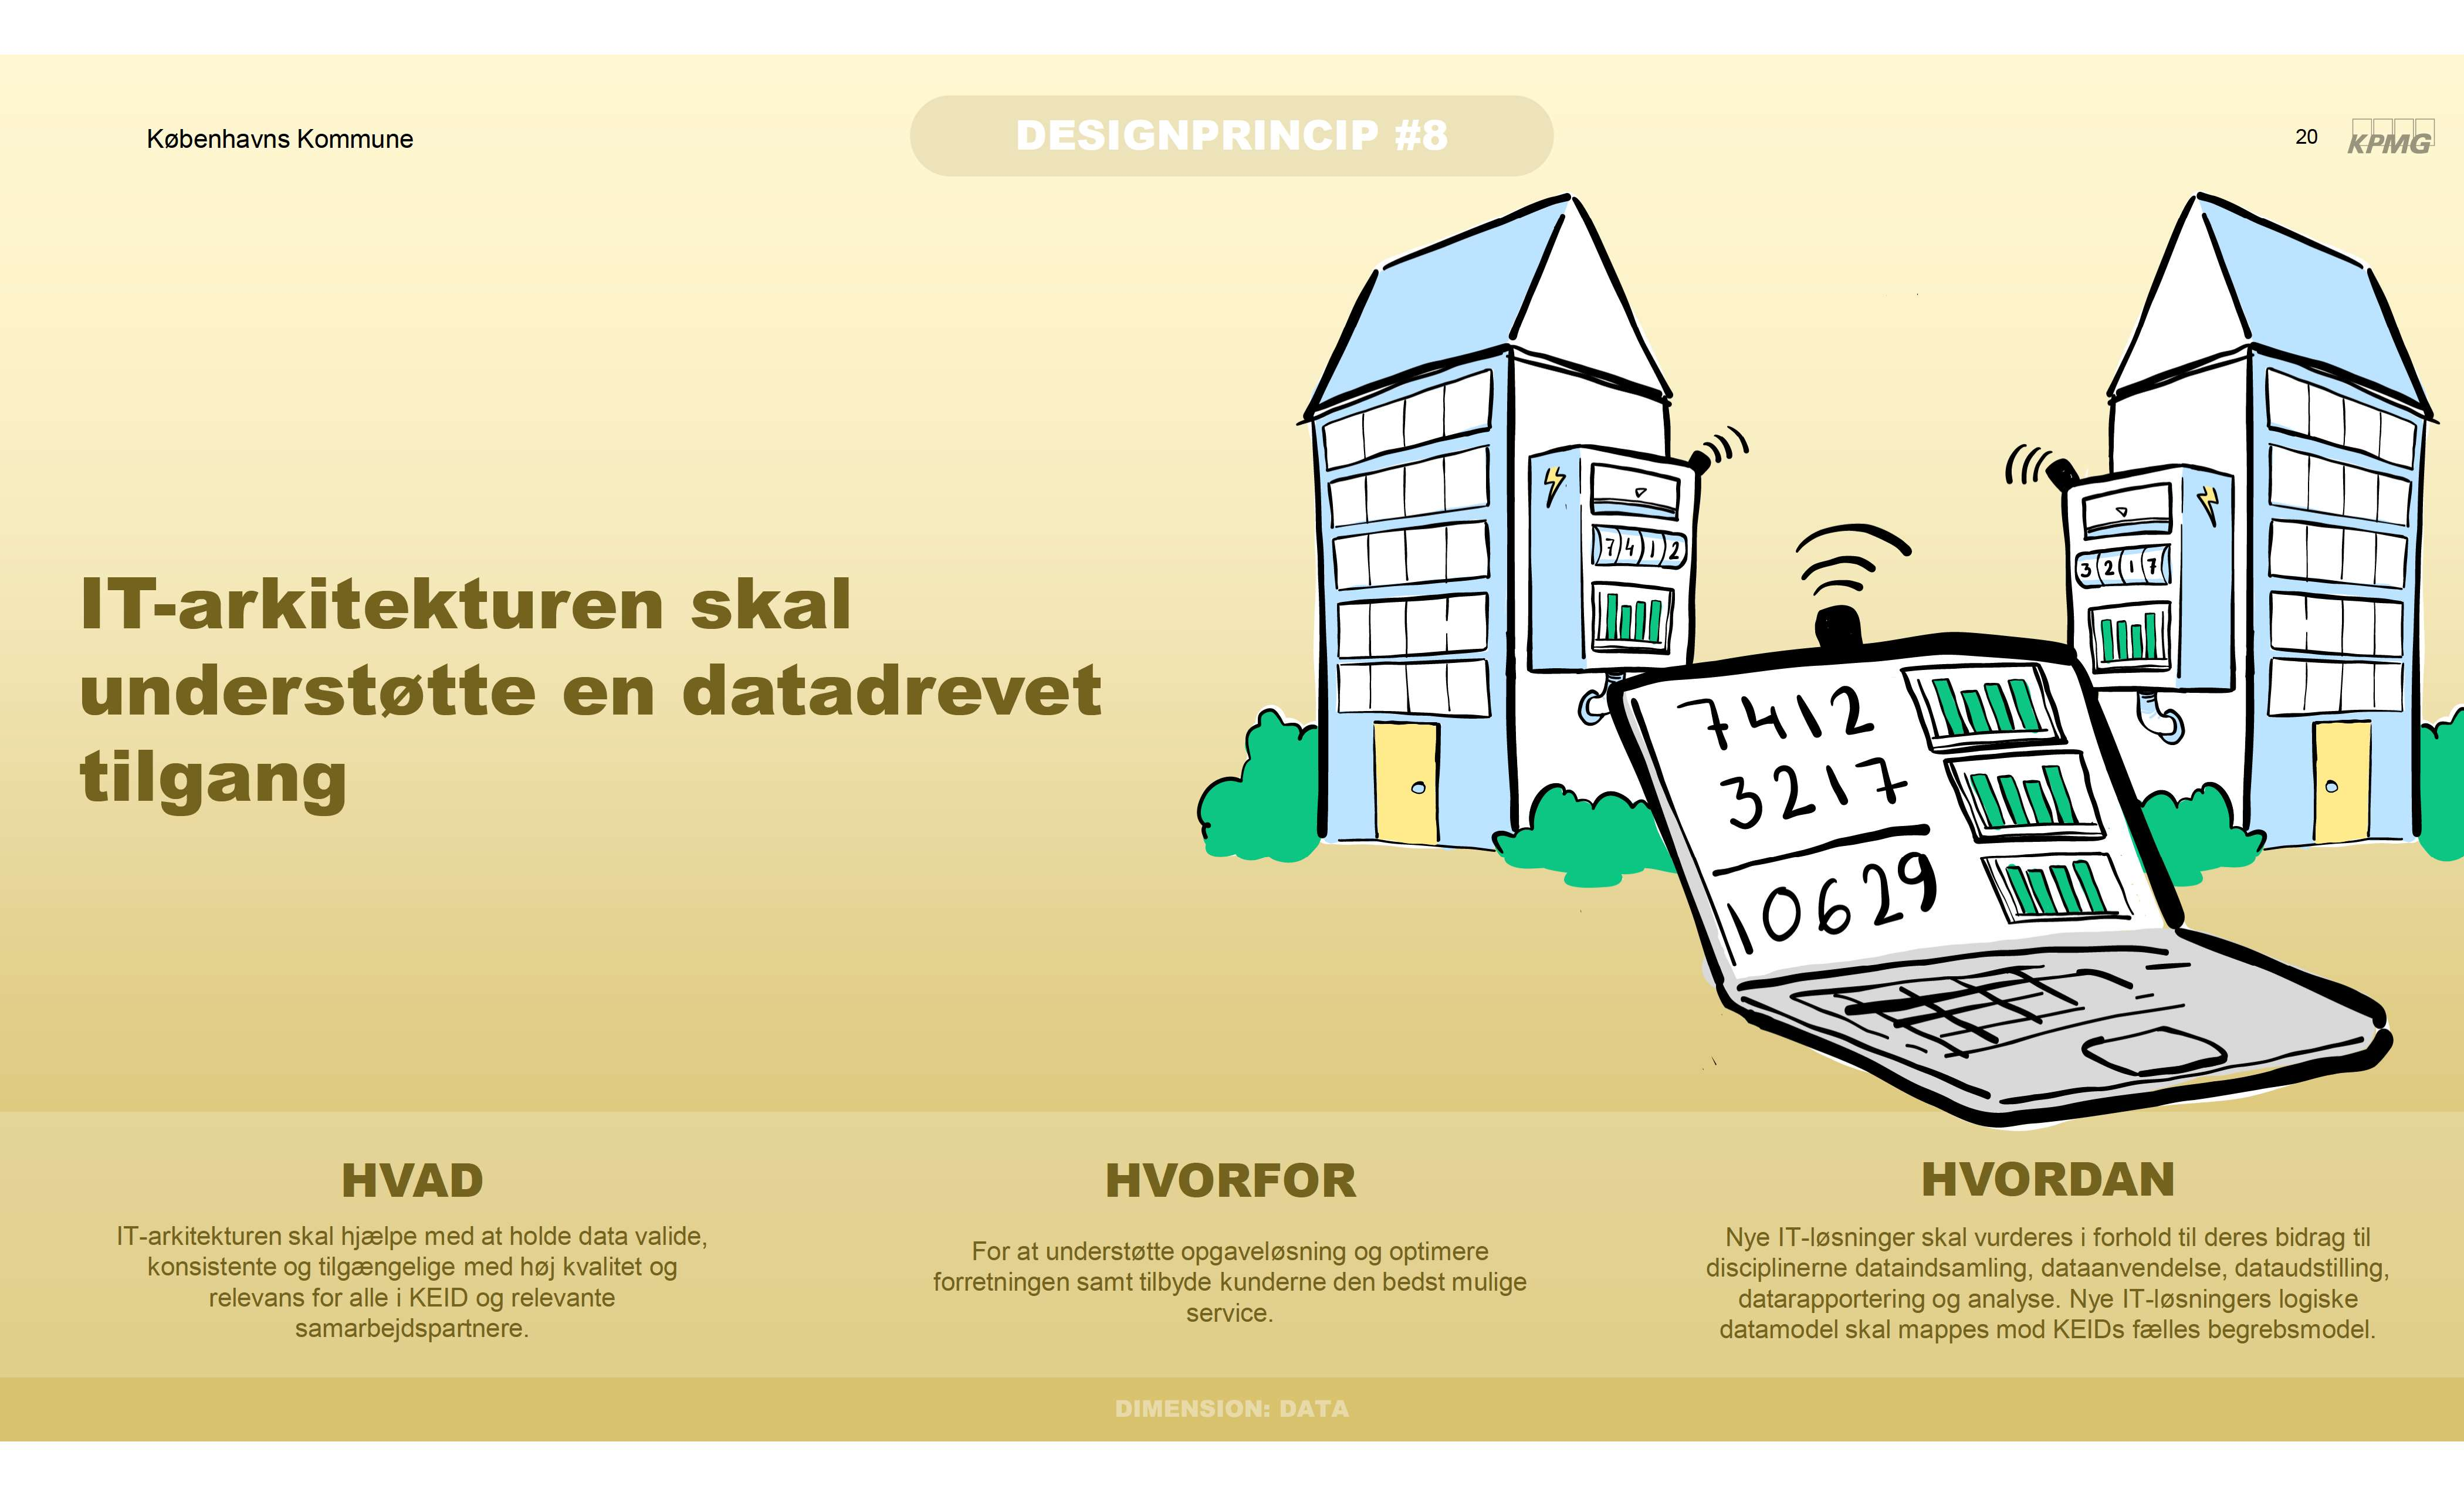 Københavns Kommune
DESIGNPRINCIP #8
20
KPMG
IT-arkitekturen skal
understøtte en datadrevet
tilgang
7412
3217
7412
3217
10629
HVAD
IT-arkitekturen skal hjælpe med at holde data valide,
konsistente og tilgængelige med høj kvalitet og
relevans for alle i KEID og relevante
samarbejdspartnere.
HVORFOR
For at understøtte opgaveløsning og optimere
forretningen samt tilbyde kunderne den bedst mulige
service.
HVORDAN
Nye IT-løsninger skal vurderes i forhold til deres bidrag til
disciplinerne dataindsamling, dataanvendelse, dataudstilling,
datarapportering og analyse. Nye IT-løsningers logiske
datamodel skal mappes mod KEIDs fælles begrebsmodel.
DIMENSION: DATA